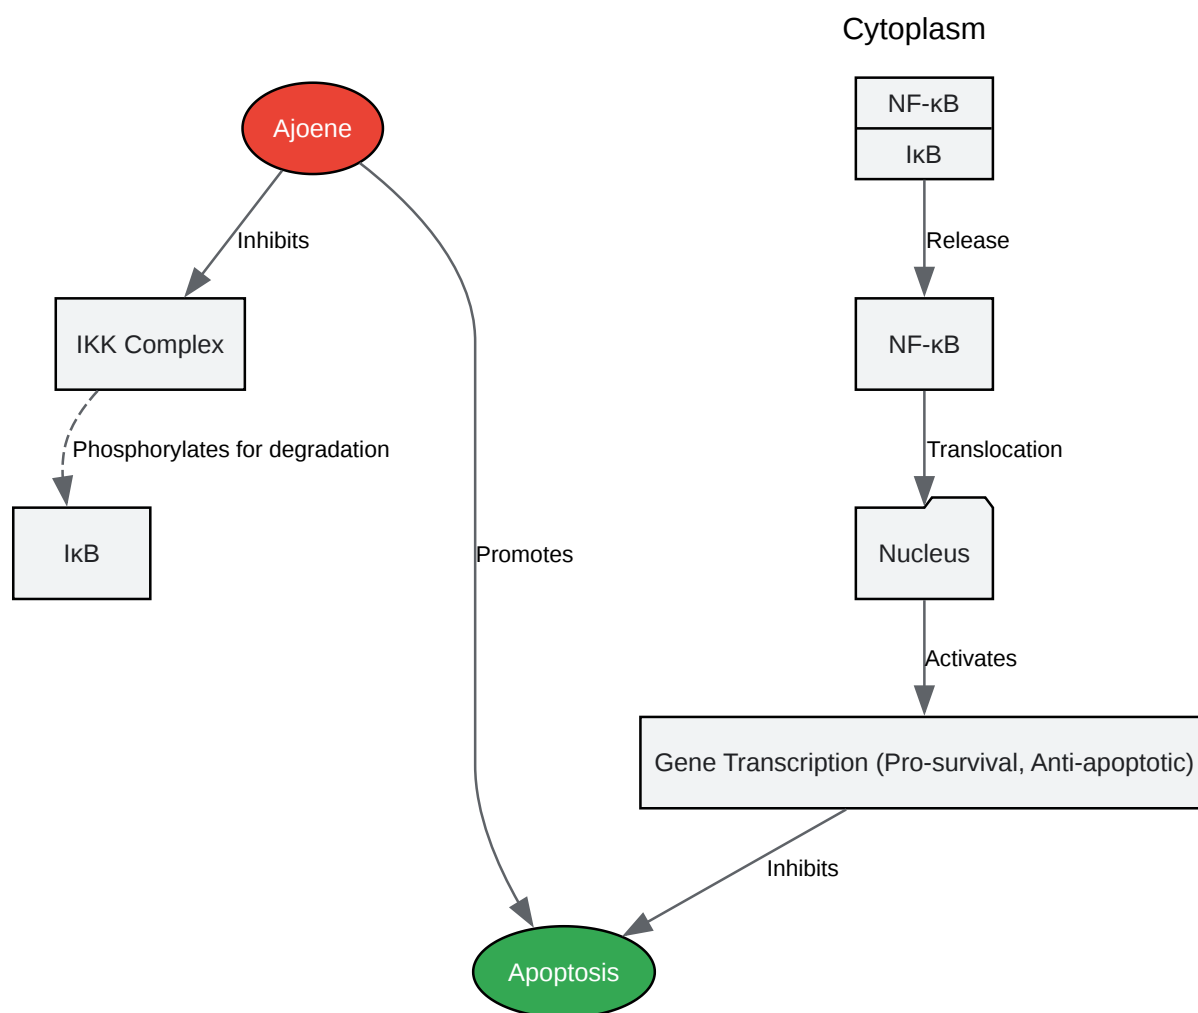 Cytoplasm
NF-κB
IκB
Ajoene
Inhibits
Release
IKK Complex
NF-κB
Phosphorylates for degradation
Translocation
IκB
Promotes
Nucleus
Activates
Gene Transcription (Pro-survival, Anti-apoptotic)
Inhibits
Apoptosis